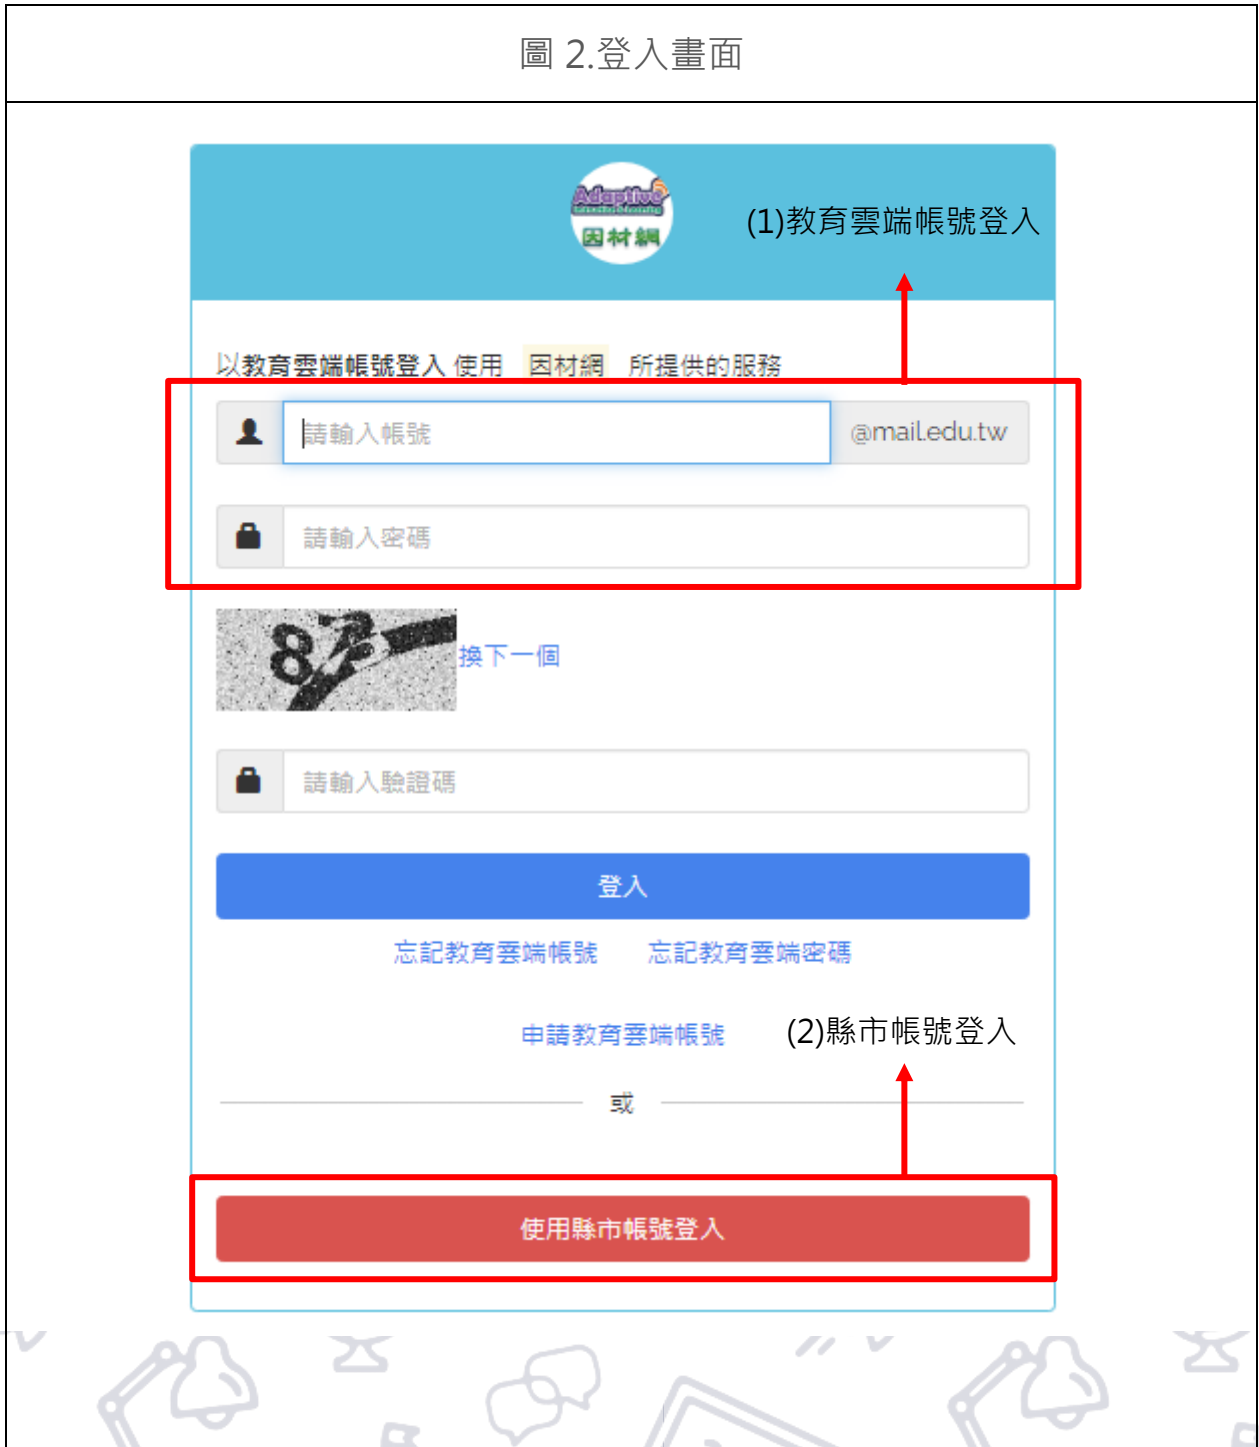 圖 2.登入畫面
Adaptive
因材網
(1)教育雲端帳號登入
以教育雲端帳號登入 使用 因材網 所提供的服務
請輸入帳號 @mail.edu.tw
請輸入密碼
換下一個
請輸入驗證碼
登入
忘記教育雲端帳號 忘記教育雲端密碼
申請教育雲端帳號
(2)縣市帳號登入
或
使用縣市帳號登入